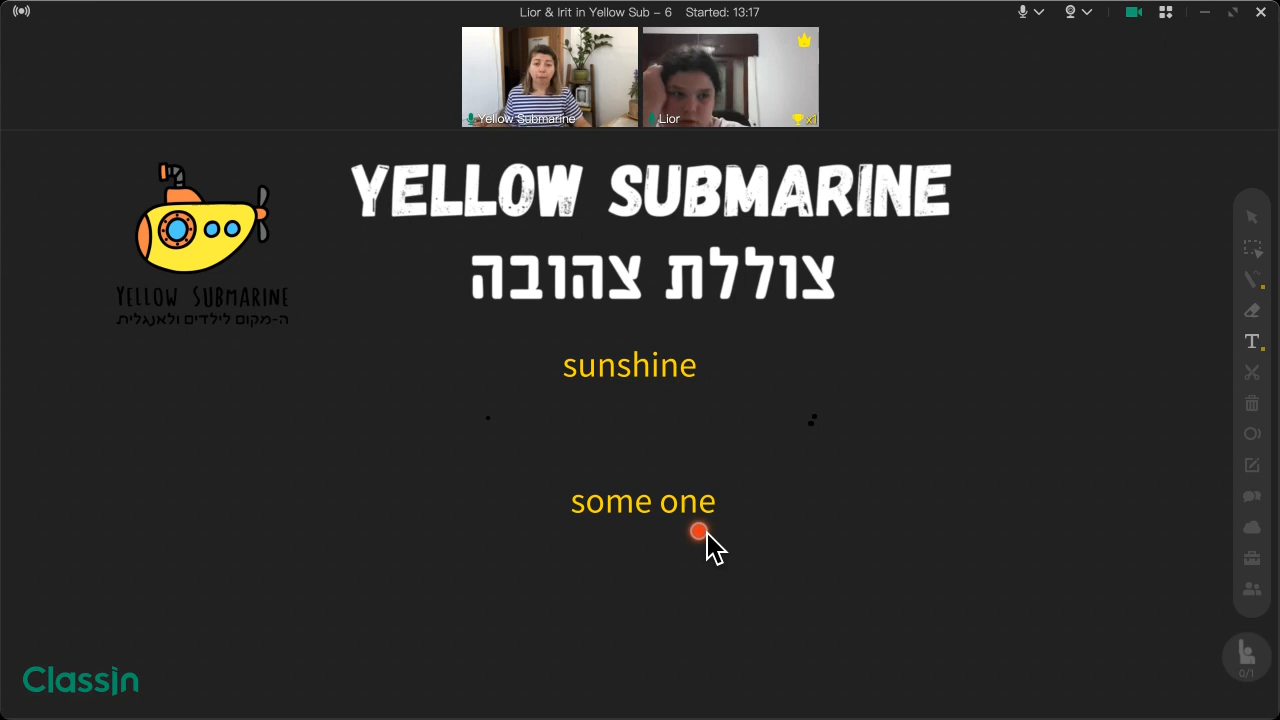 Lior & Irit in Yellow Sub - 6 Started: 13:17
Yellow Submarine
Lior
x1
YELLOW SUBMARINE
צוללת צהובה
YELLOW SUBMARINE
ה-מקום לילדים ולאנגלית
sunshine
some one
T
0/1
ClassIn